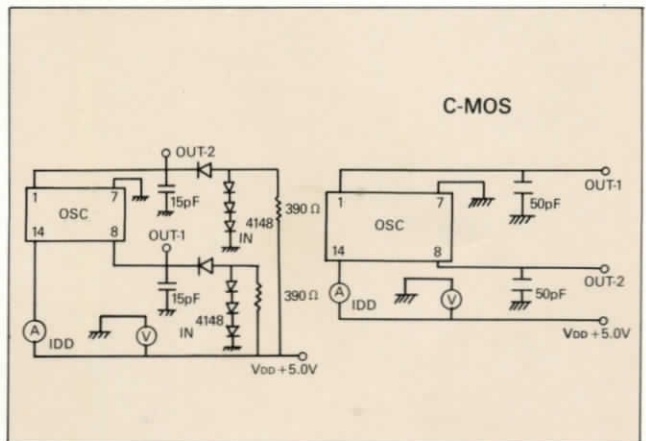 C-MOS
OUT-2
1
7
15pF
OSC
14
8
OUT-1
4148
IN
390 Ω
15pF
4148
IN
390 Ω
A
IDD
V
VDD +5.0V
OUT-1
1
7
50pF
OSC
14
8
OUT-2
A
IDD
V
50pF
VDD +5.0V